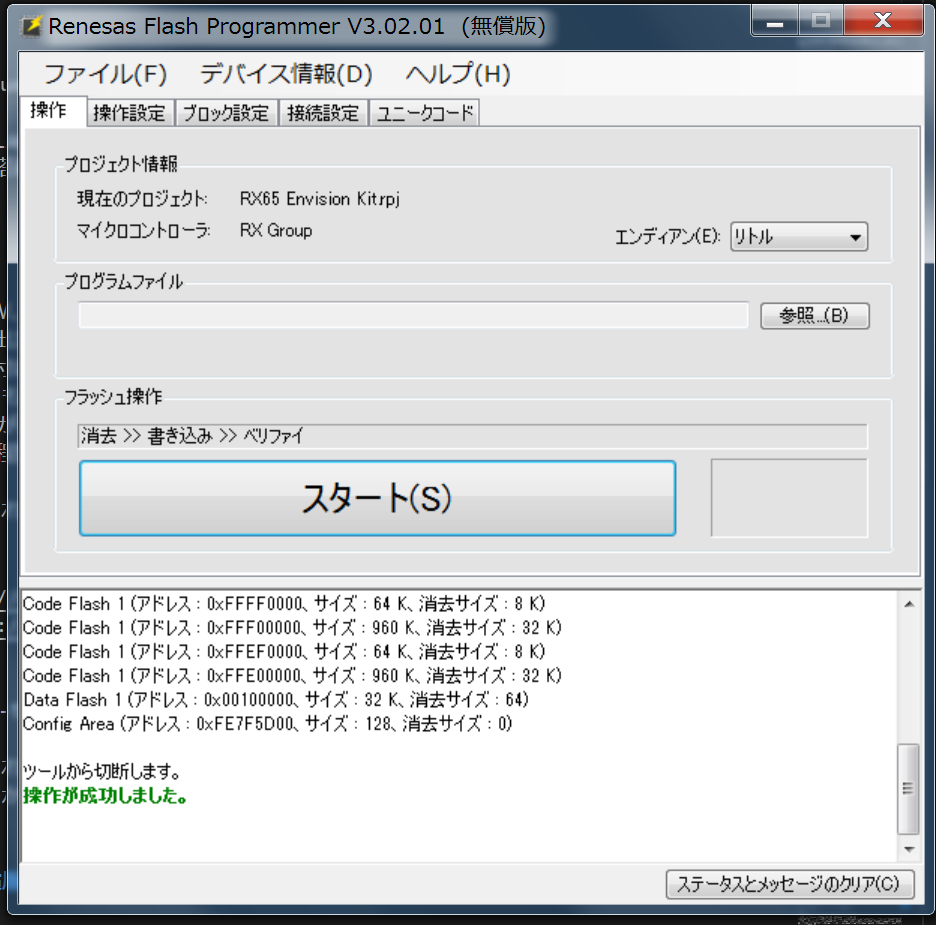 Renesas Flash Programmer V3.02.01 (無償版)
ファイル(F) デバイス情報(D) ヘルプ(H)
操作 操作設定 ブロック設定 接続設定 ユニークコード
プロジェクト情報
現在のプロジェクト: RX65 Envision Kit.rpj
マイクロコントローラ: RX Group
エンディアン(E): リトル
プログラムファイル
参照...(B)
フラッシュ操作
消去 >> 書き込み >> ベリファイ
スタート(S)
Code Flash 1 (アドレス : 0xFFFF0000、サイズ : 64 K、消去サイズ : 8 K)
Code Flash 1 (アドレス : 0xFFF00000、サイズ : 960 K、消去サイズ : 32 K)
Code Flash 1 (アドレス : 0xFFEF0000、サイズ : 64 K、消去サイズ : 8 K)
Code Flash 1 (アドレス : 0xFFE00000、サイズ : 960 K、消去サイズ : 32 K)
Data Flash 1 (アドレス : 0x00100000、サイズ : 32 K、消去サイズ : 64)
Config Area (アドレス : 0xFE7F5D00、サイズ : 128、消去サイズ : 0)
ツールから切断します。
操作が成功しました。
ステータスとメッセージのクリア(C)